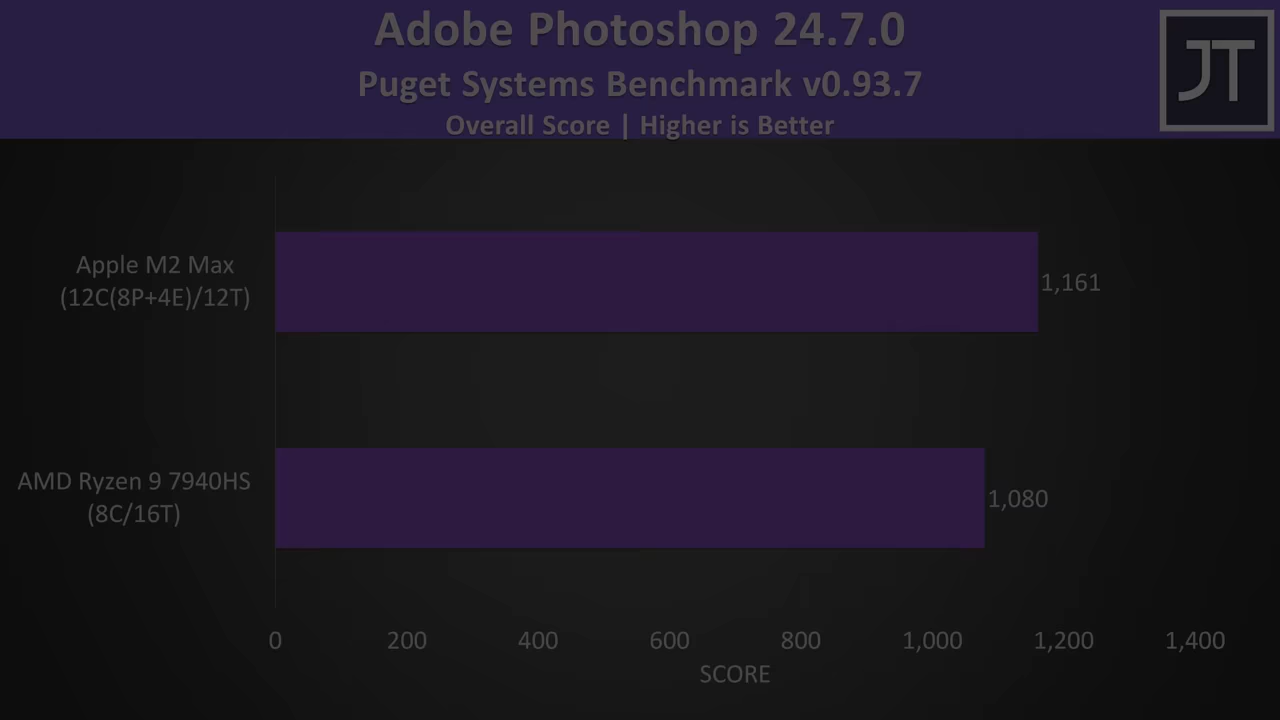 Adobe Photoshop 24.7.0
Puget Systems Benchmark v0.93.7
Overall Score | Higher is Better
JT
Apple M2 Max
(12C(8P+4E)/12T)
1,161
AMD Ryzen 9 7940HS
(8C/16T)
1,080
0 200 400 600 800 1,000 1,200 1,400
SCORE